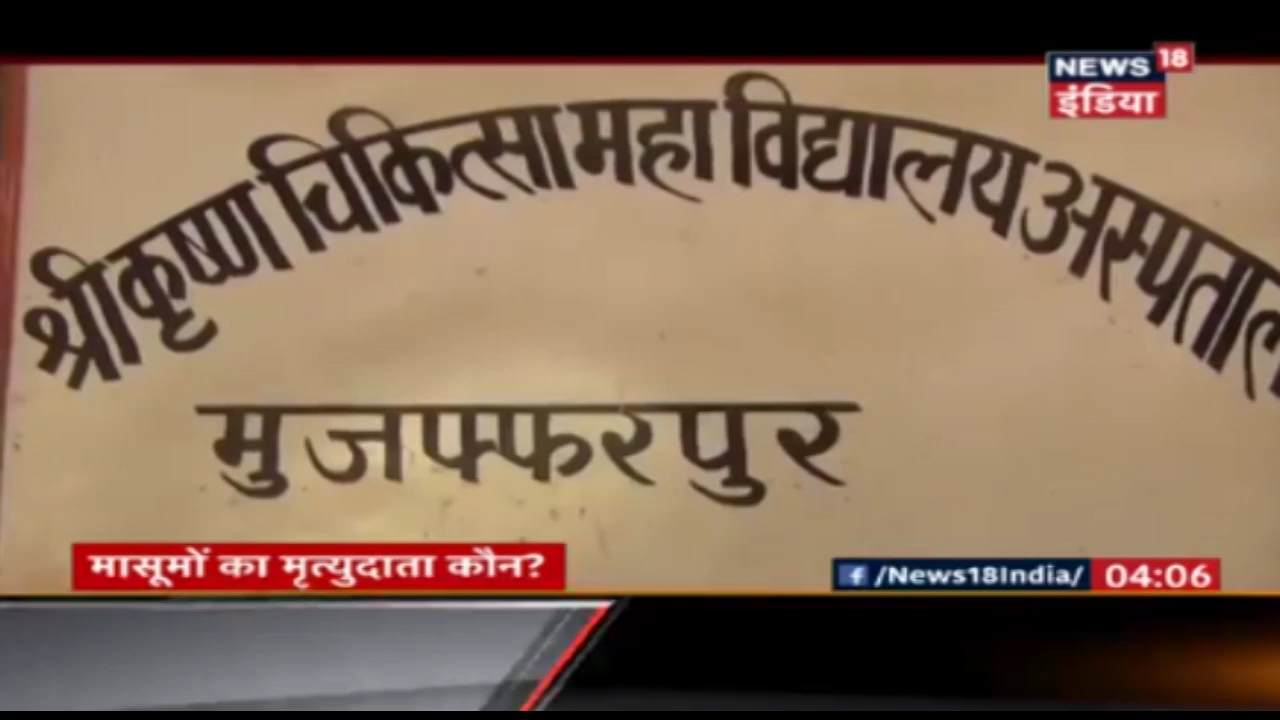 NEWS 18
इंडिया
श्रीकृष्ण चिकित्सा महा विद्यालय अस्पताल
मुजफ्फरपुर
मासूमों का मृत्युदाता कौन?
f /News18India/ 04:06